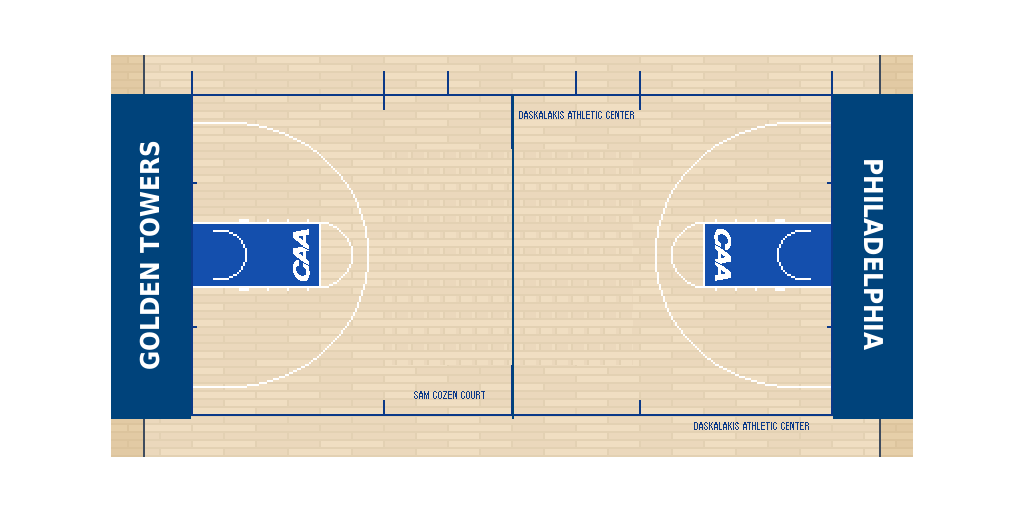 DASKALAKIS ATHLETIC CENTER
GOLDEN TOWERS
CAA
CAA
PHILADELPHIA
SAM COZEN COURT
DASKALAKIS ATHLETIC CENTER